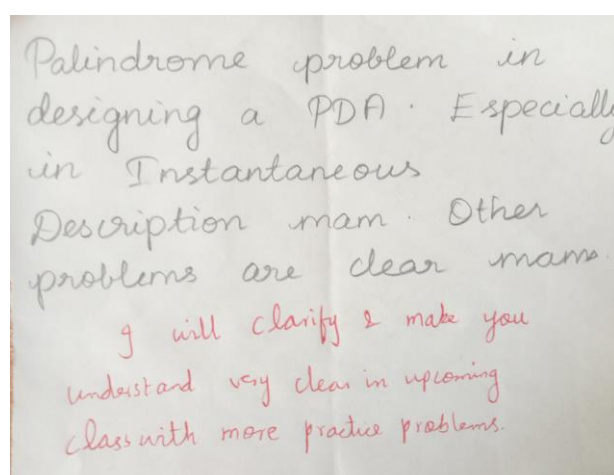 Palindrome problem in
designing a PDA. Especially
in Instantaneous
Description mam. Other
problems are clear mam.
I will clarify & make you
understand very clear in upcoming
class with more practice problems.